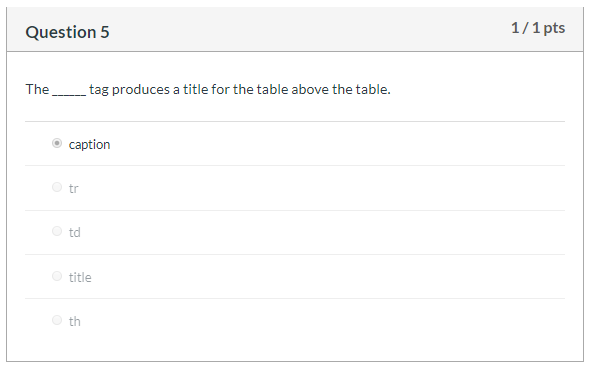 Question 5
1 / 1 pts
The ______ tag produces a title for the table above the table.
caption
tr
td
title
th